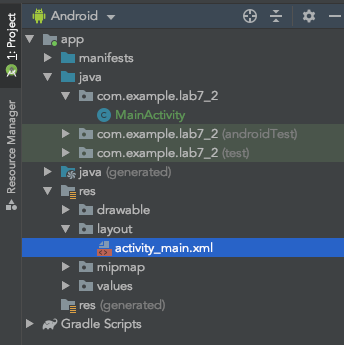 1: Project
Resource Manager
Android
app
manifests
java
com.example.lab7_2
MainActivity
com.example.lab7_2 (androidTest)
com.example.lab7_2 (test)
java (generated)
res
drawable
layout
activity_main.xml
mipmap
values
res (generated)
Gradle Scripts